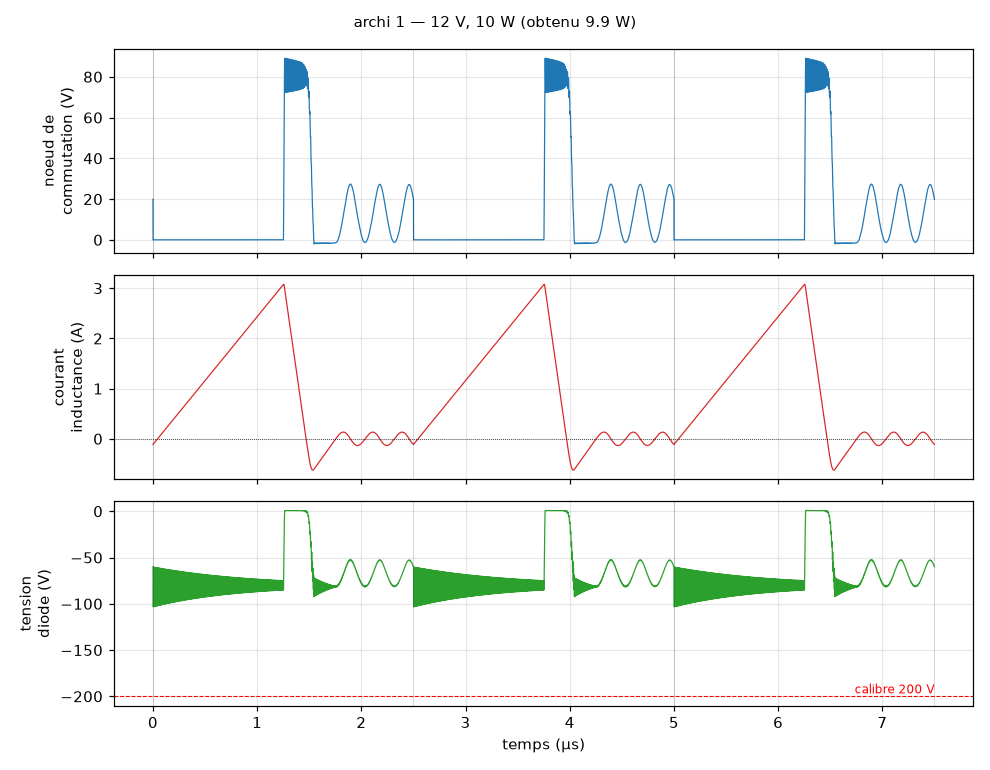 archi 1 — 12 V, 10 W (obtenu 9.9 W)
noeud de
commutation (V)
80
60
40
20
0
courant
inductance (A)
3
2
1
0
tension
diode (V)
0
−50
−100
−150
−200
calibre 200 V
0 1 2 3 4 5 6 7
temps (µs)